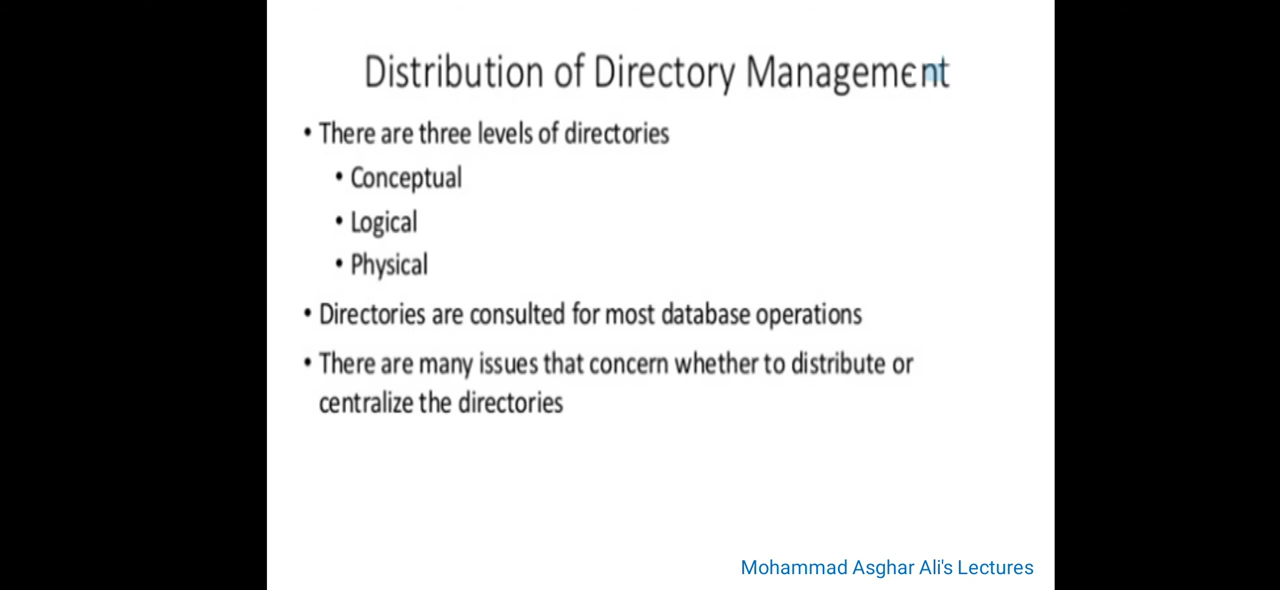 Distribution of Directory Management
• There are three levels of directories
• Conceptual
• Logical
• Physical
• Directories are consulted for most database operations
• There are many issues that concern whether to distribute or
centralize the directories
Mohammad Asghar Ali's Lectures